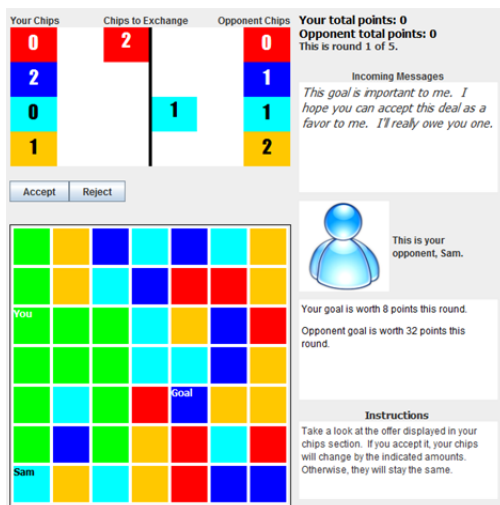 Your Chips Chips to Exchange Opponent Chips
0 2 0
2 1
0 1 1
1 2
Accept Reject
You
Goal
Sam
Your total points: 0
Opponent total points: 0
This is round 1 of 5.
Incoming Messages
This goal is important to me. I
hope you can accept this deal as a
favor to me. I'll really owe you one.
This is your
opponent, Sam.
Your goal is worth 8 points this round.
Opponent goal is worth 32 points this
round.
Instructions
Take a look at the offer displayed in your
chips section. If you accept it, your chips
will change by the indicated amounts.
Otherwise, they will stay the same.